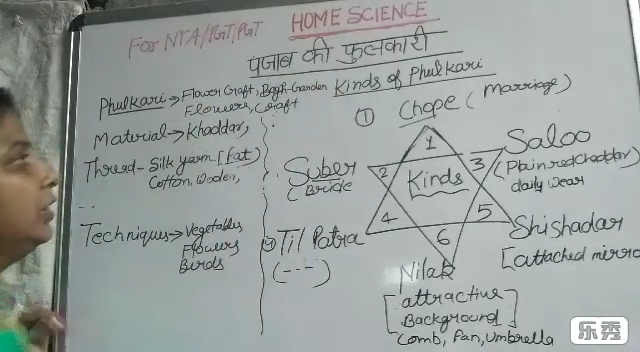 For NTA/TGT/PGT
HOME SCIENCE
पजाब की फुलकारी
Phulkari → Flower Craft, Bagh-Garden
Flowers, Craft
Material → Khaddar,
Thread - Silk yarn [Fat)
Cotton, Woolen,
Techniques → Vegetables
Flowers
Birds
Kinds of Phulkari
① Chope (Marriage)
1
2
3
4
5
6
Kinds
Suber
(Bride
Saloo
(Plain red chaddar)
daily wear
Til Patra
(---)
Shishadar
[attached mirro
Nilak
[attractive
Background]
Comb, Fan, Umbrella
乐秀